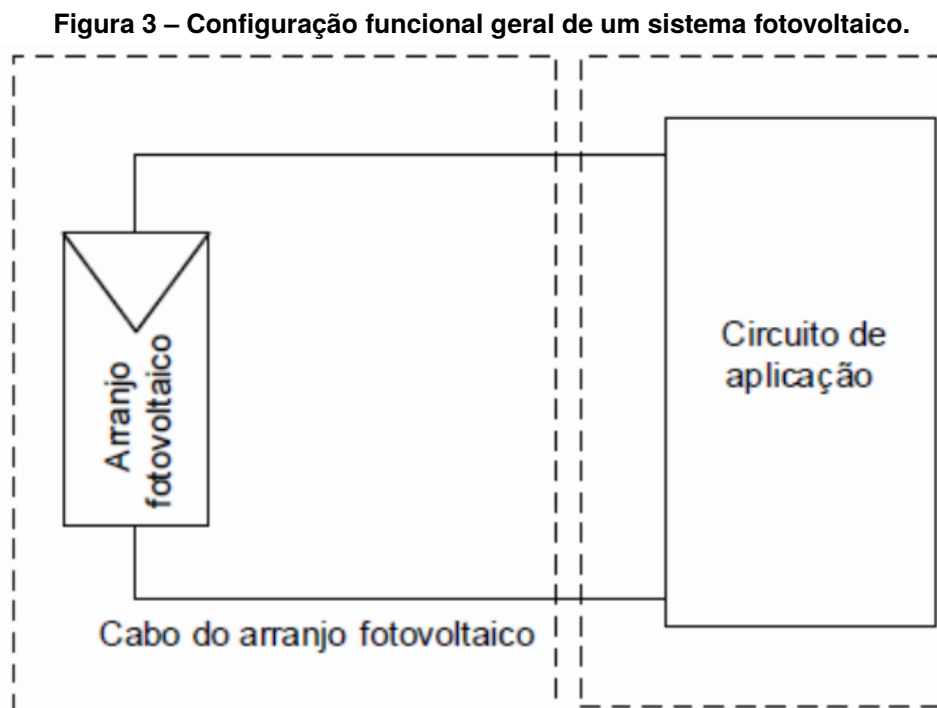 Figura 3 – Configuração funcional geral de um sistema fotovoltaico.
Arranjo
fotovoltaico
Circuito de
aplicação
Cabo do arranjo fotovoltaico